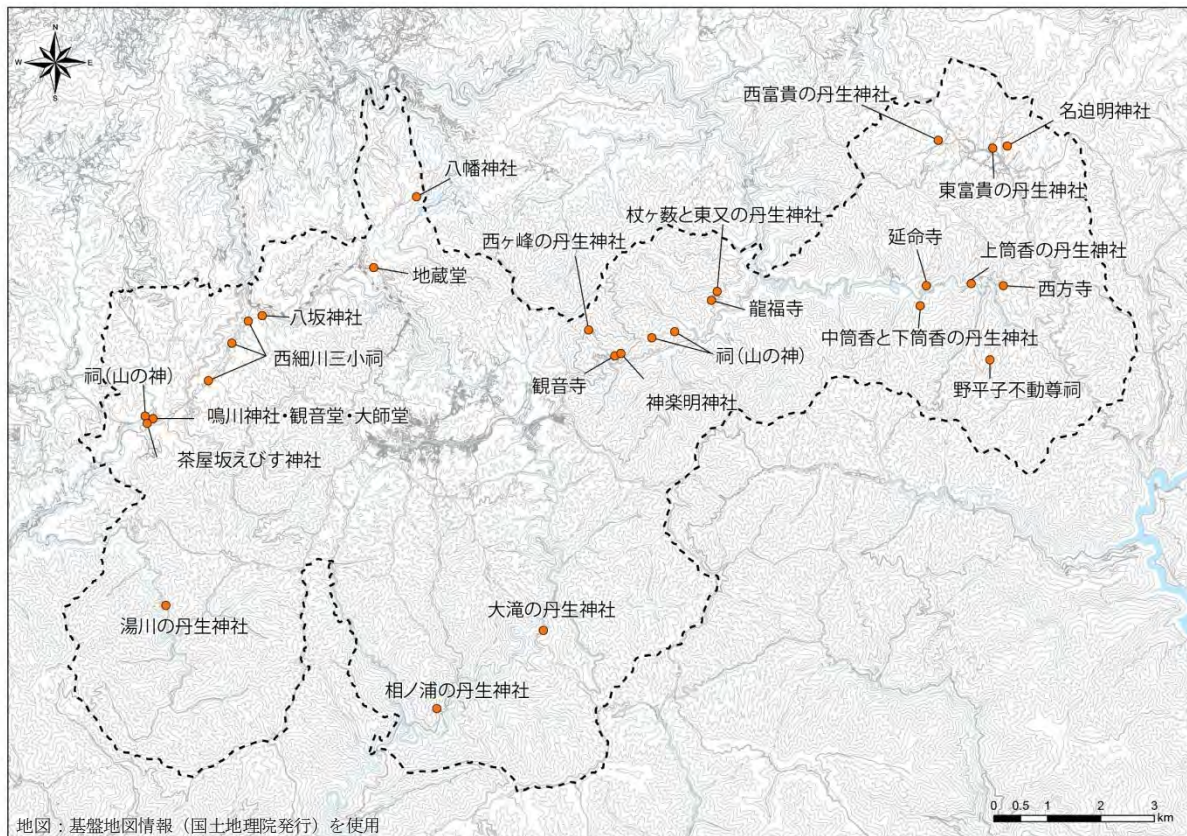 N
W
E
S
西富貴の丹生神社
名迫明神社
東富貴の丹生神社
八幡神社
杖ヶ薮と東又の丹生神社
西ヶ峰の丹生神社
延命寺
上筒香の丹生神社
地蔵堂
西方寺
龍福寺
八坂神社
中筒香と下筒香の丹生神社
祠(山の神)
西細川三小祠
観音寺
野平子不動尊祠
神楽明神社
祠(山の神)
鳴川神社・観音堂・大師堂
茶屋坂えびす神社
大滝の丹生神社
湯川の丹生神社
相ノ浦の丹生神社
0 0.5 1 2 3
km
地図:基盤地図情報(国土地理院発行)を使用